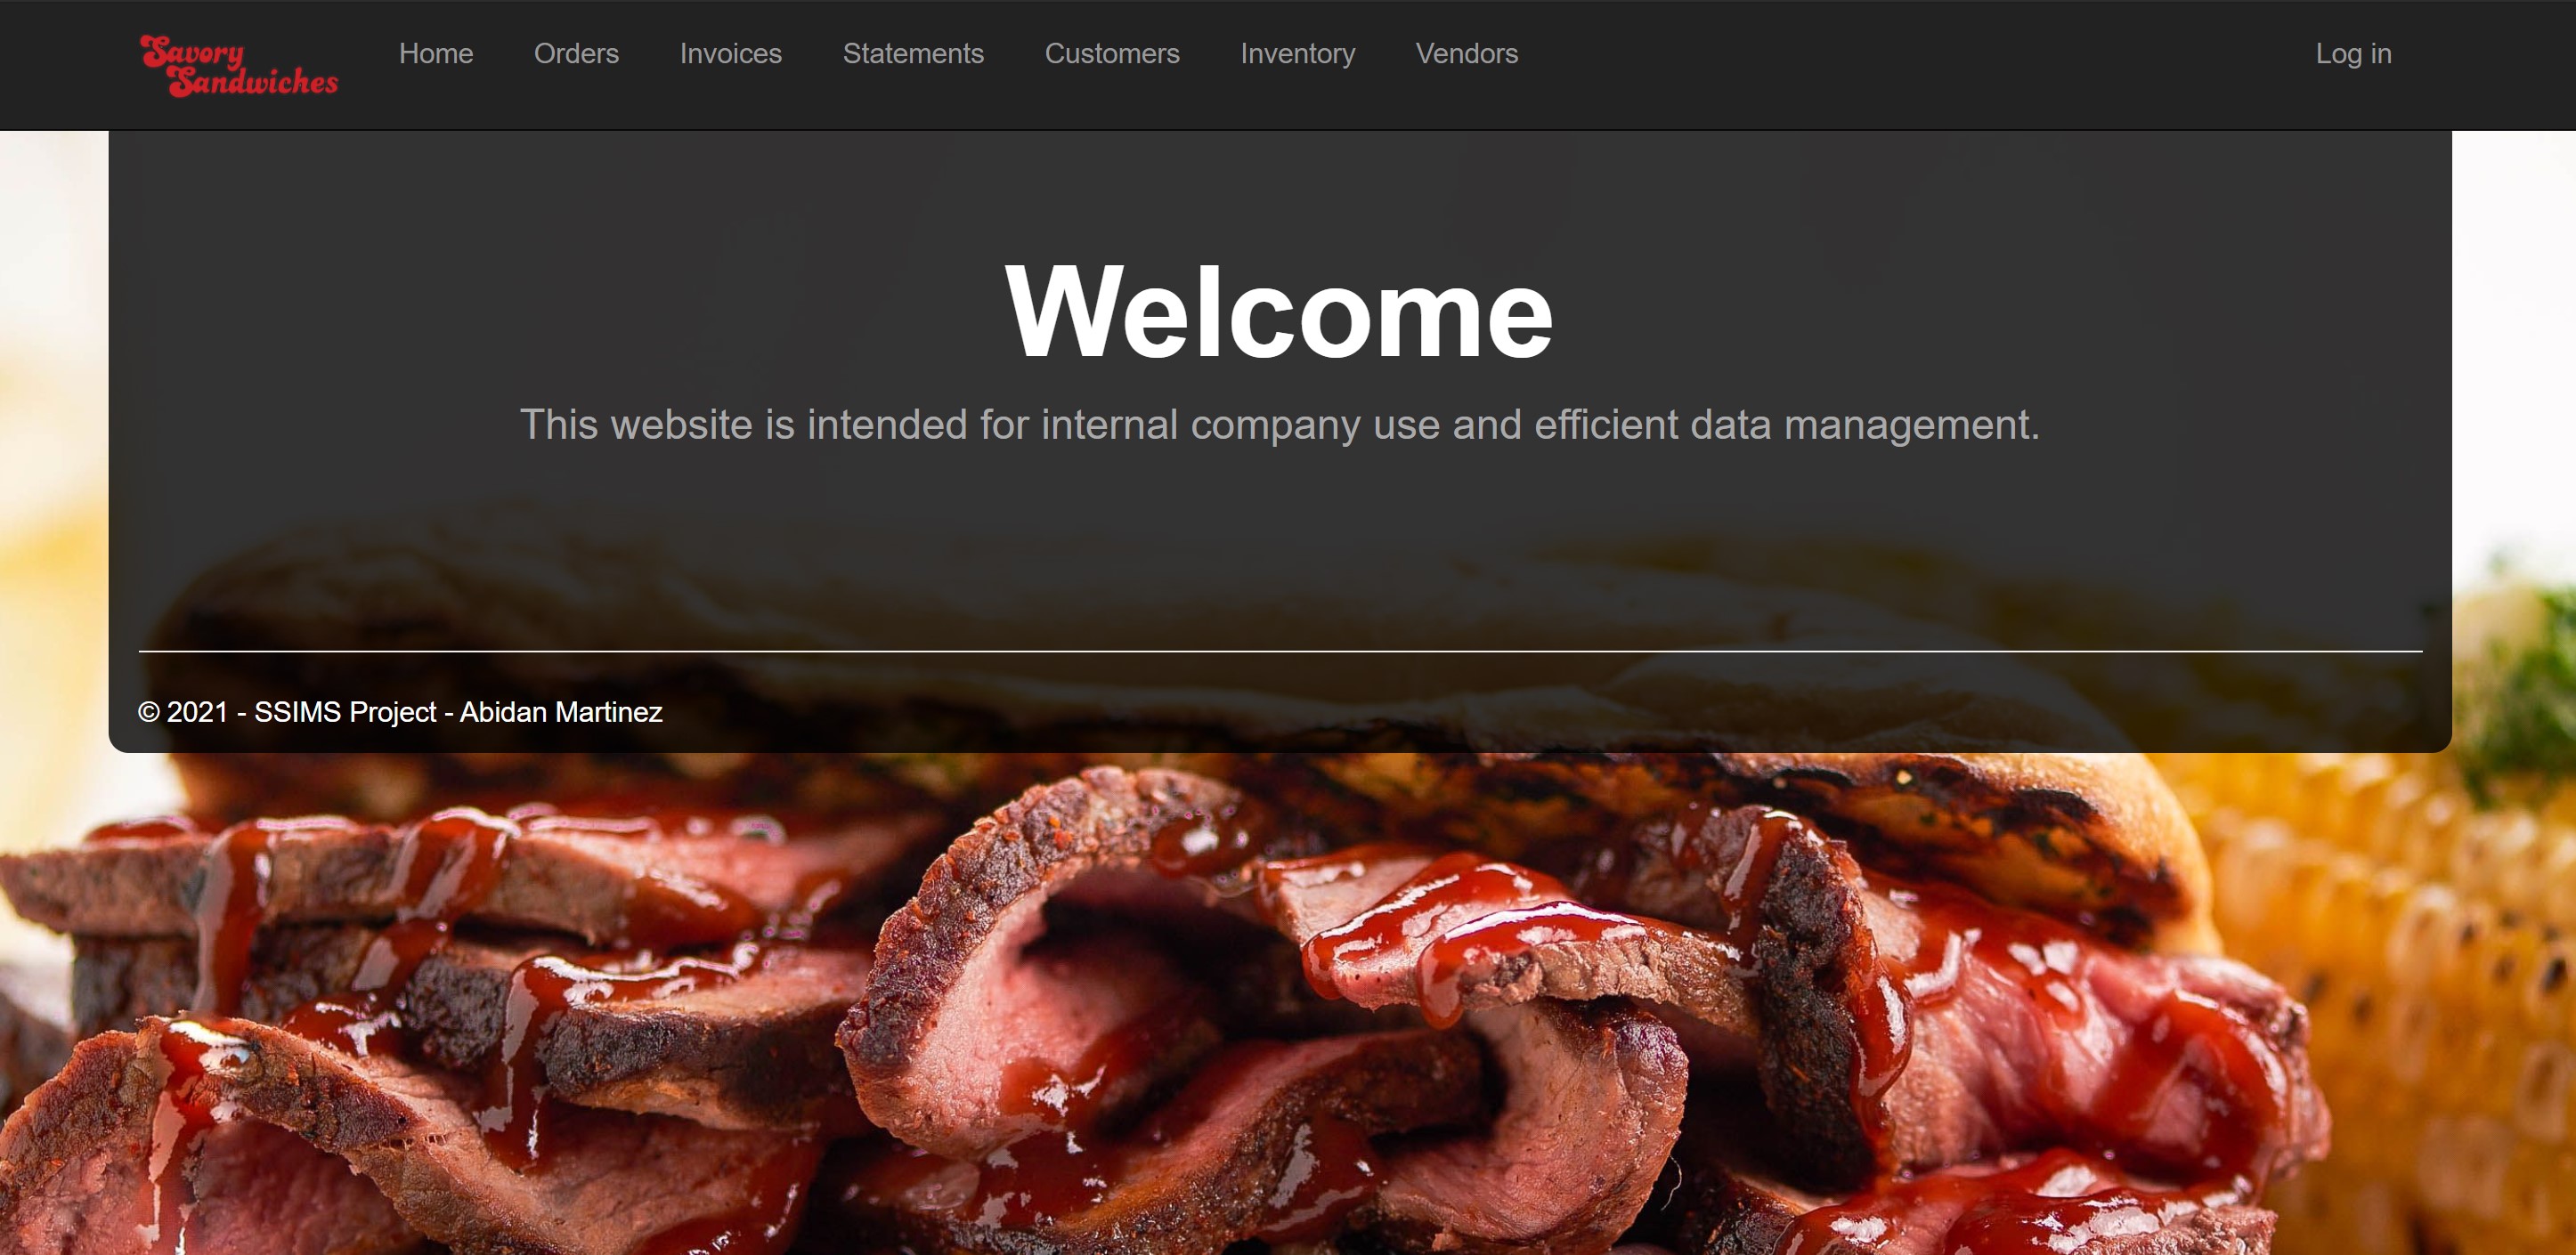 Savory
Sandwiches
Home Orders Invoices Statements Customers Inventory Vendors Log in
Welcome
This website is intended for internal company use and efficient data management.
© 2021 - SSIMS Project - Abidan Martinez